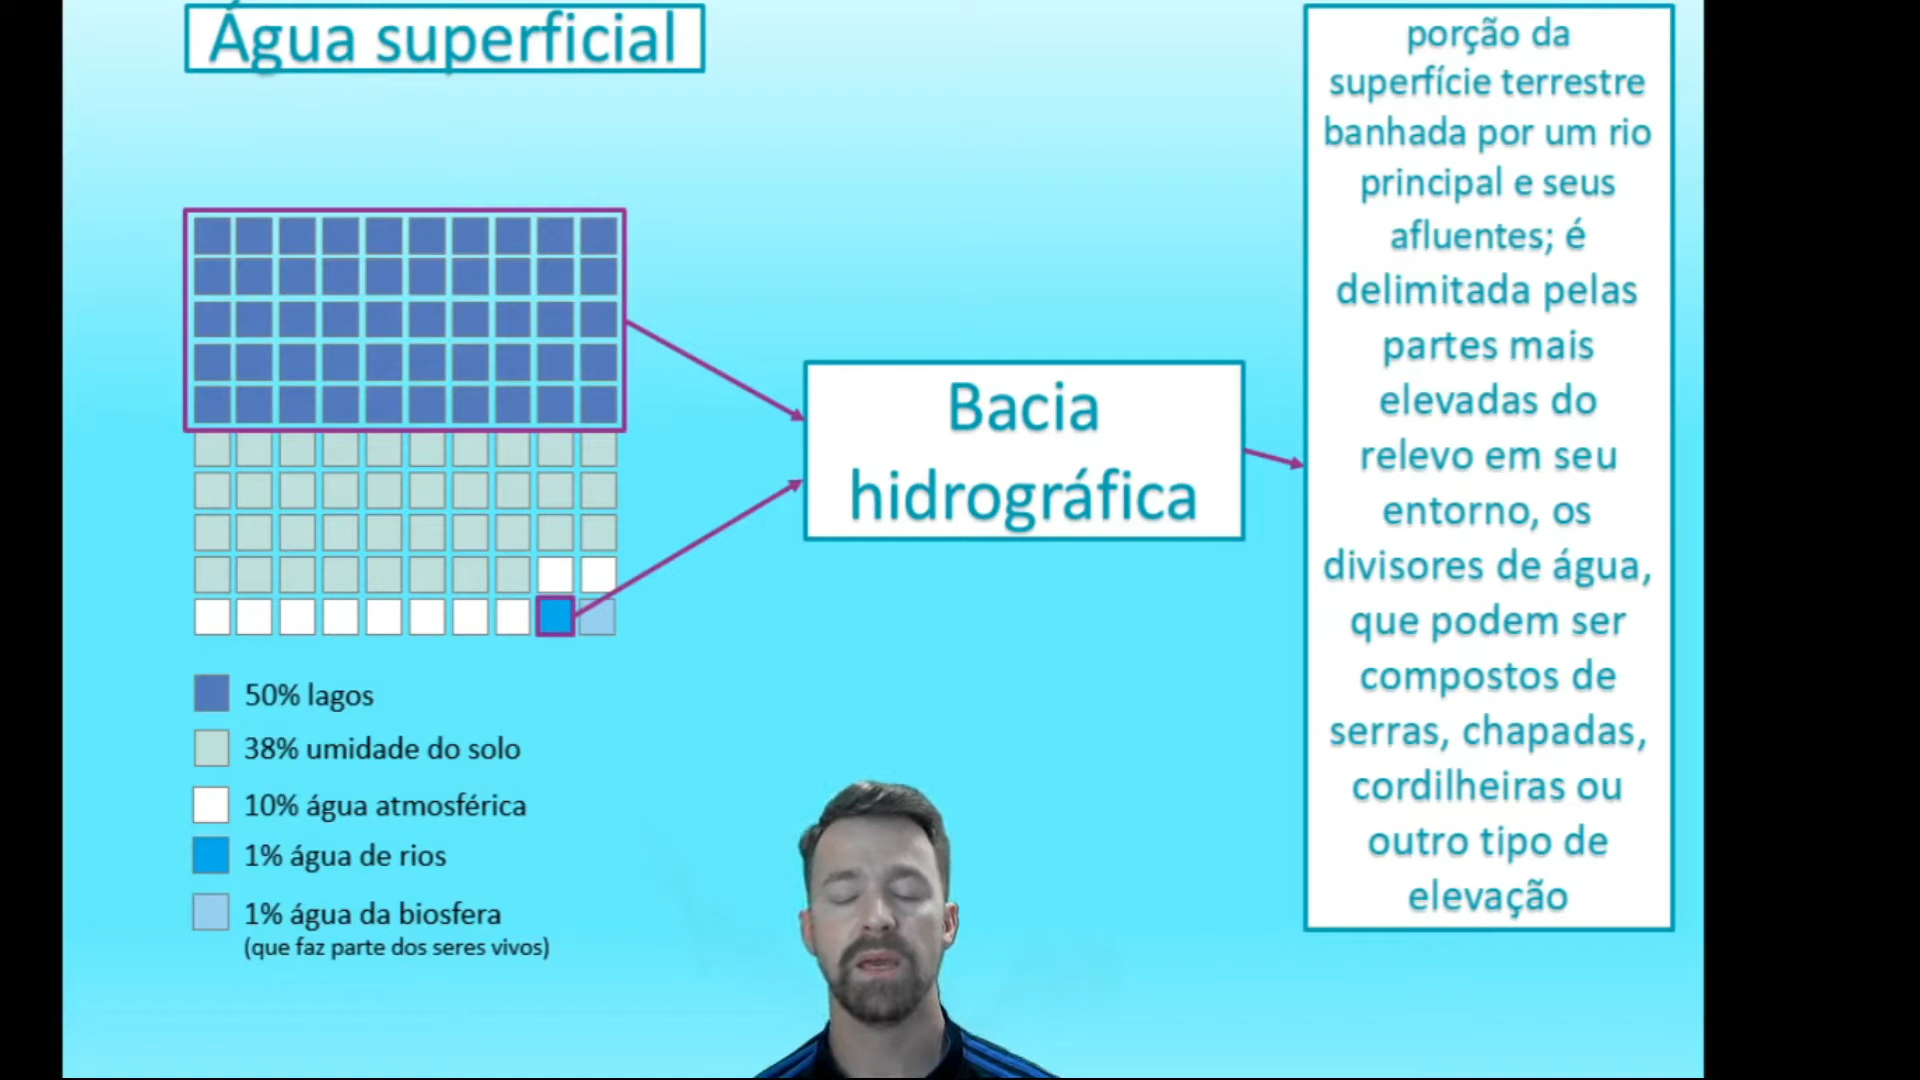 Água superficial
50% lagos
38% umidade do solo
10% água atmosférica
1% água de rios
1% água da biosfera
(que faz parte dos seres vivos)
Bacia
hidrográfica
porção da
superfície terrestre
banhada por um rio
principal e seus
afluentes; é
delimitada pelas
partes mais
elevadas do
relevo em seu
entorno, os
divisores de água,
que podem ser
compostos de
serras, chapadas,
cordilheiras ou
outro tipo de
elevação